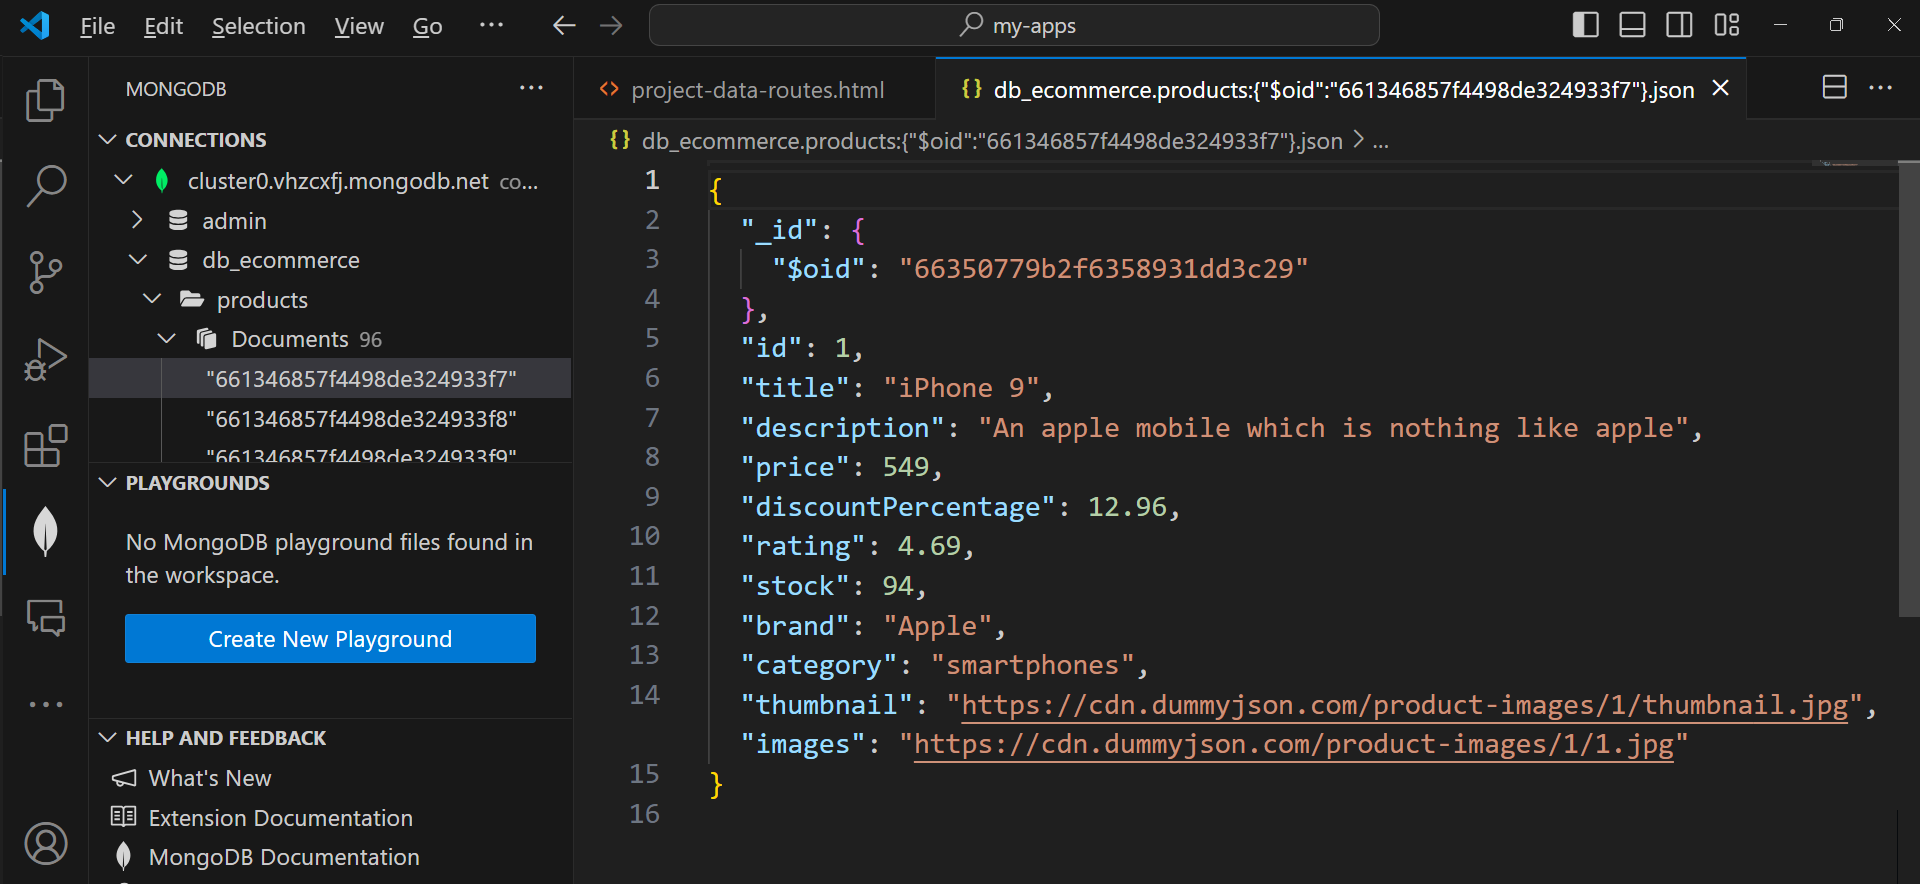 File Edit Selection View Go ··· my-apps
MONGODB ···
CONNECTIONS
cluster0.vhzcxfj.mongodb.net co...
admin
db_ecommerce
products
Documents 96
"661346857f4498de324933f7"
"661346857f4498de324933f8"
"661346857f4498de324933f9"
PLAYGROUNDS
No MongoDB playground files found in
the workspace.
Create New Playground
HELP AND FEEDBACK
What's New
Extension Documentation
MongoDB Documentation
project-data-routes.html
{} db_ecommerce.products:{"$oid":"661346857f4498de324933f7"}.json
{} db_ecommerce.products:{"$oid":"661346857f4498de324933f7"}.json > ...
1 {
2 "_id": {
3 "$oid": "66350779b2f6358931dd3c29"
4 },
5 "id": 1,
6 "title": "iPhone 9",
7 "description": "An apple mobile which is nothing like apple",
8 "price": 549,
9 "discountPercentage": 12.96,
10 "rating": 4.69,
11 "stock": 94,
12 "brand": "Apple",
13 "category": "smartphones",
14 "thumbnail": "https://cdn.dummyjson.com/product-images/1/thumbnail.jpg",
"images": "https://cdn.dummyjson.com/product-images/1/1.jpg"
15 }
16